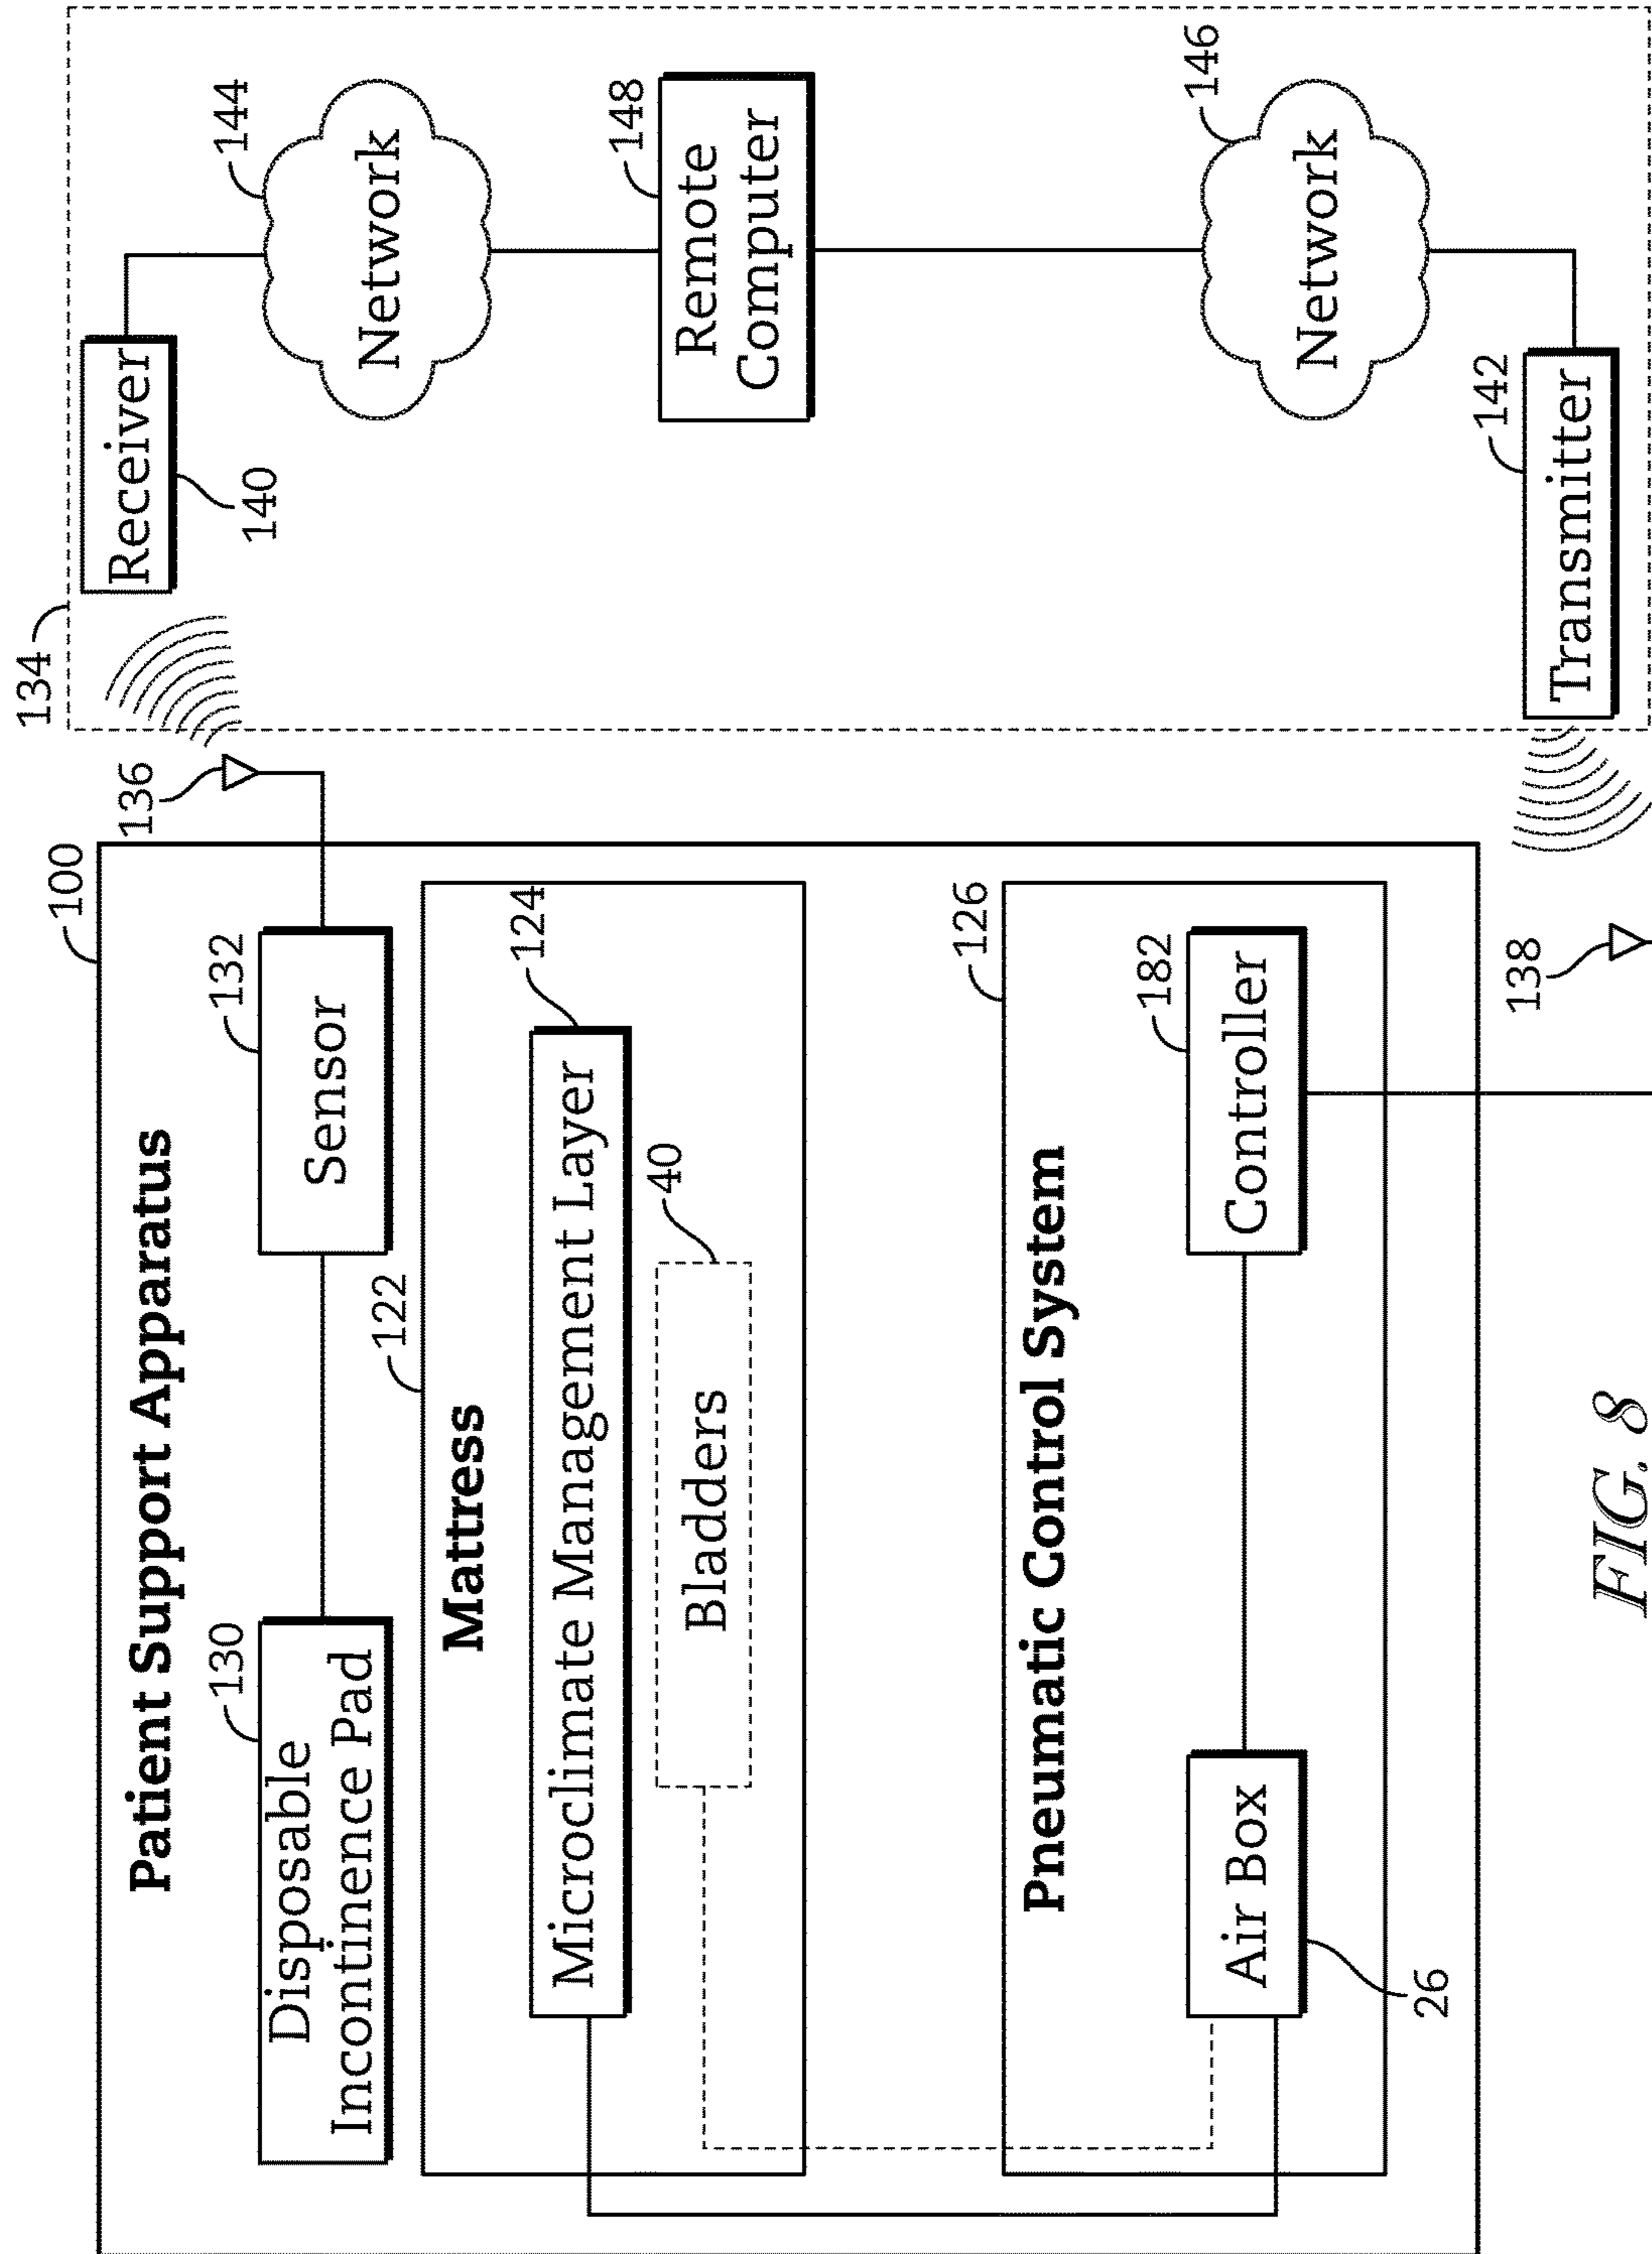 100
Patient Support Apparatus
130
Disposable
Incontinence Pad
132
Sensor
136
122
Mattress
124
Microclimate Management Layer
40
Bladders
126
Pneumatic Control System
182
Controller
Air Box
26
138
134
Receiver
140
144
Network
148
Remote
Computer
146
Network
142
Transmitter
FIG. 8